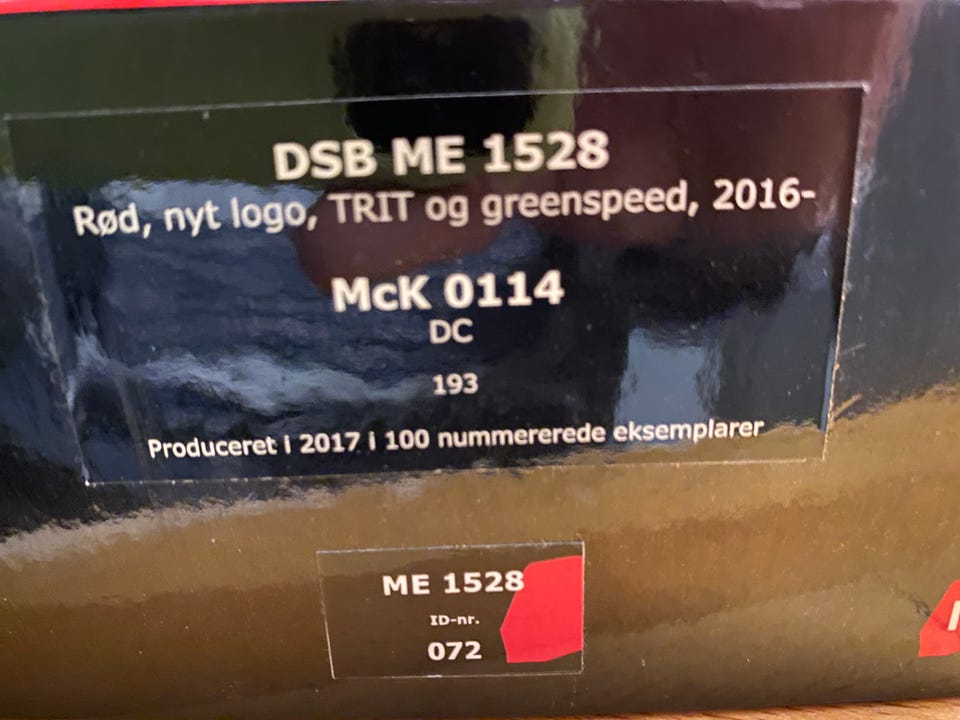 DSB ME 1528
Rød, nyt logo, TRIT og greenspeed, 2016-
McK 0114
DC
193
Produceret i 2017 i 100 nummererede eksemplarer
ME 1528
ID-nr.
072